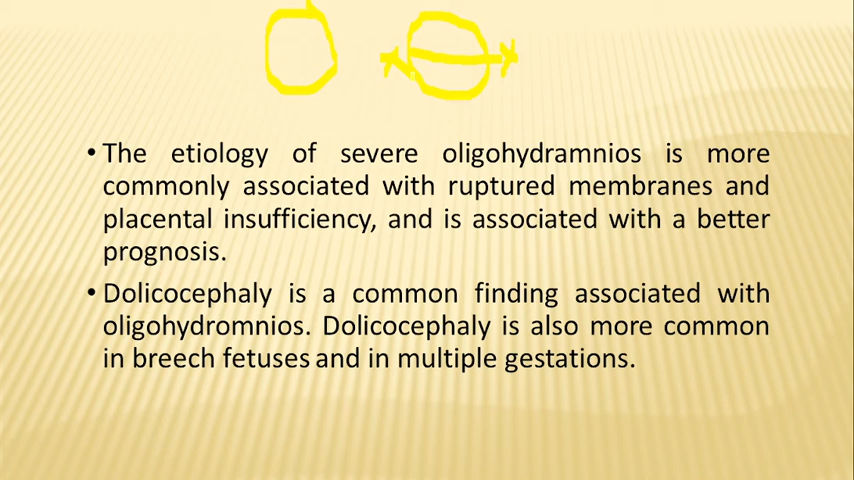 • The etiology of severe oligohydramnios is more
commonly associated with ruptured membranes and
placental insufficiency, and is associated with a better
prognosis.
• Dolicocephaly is a common finding associated with
oligohydromnios. Dolicocephaly is also more common
in breech fetuses and in multiple gestations.